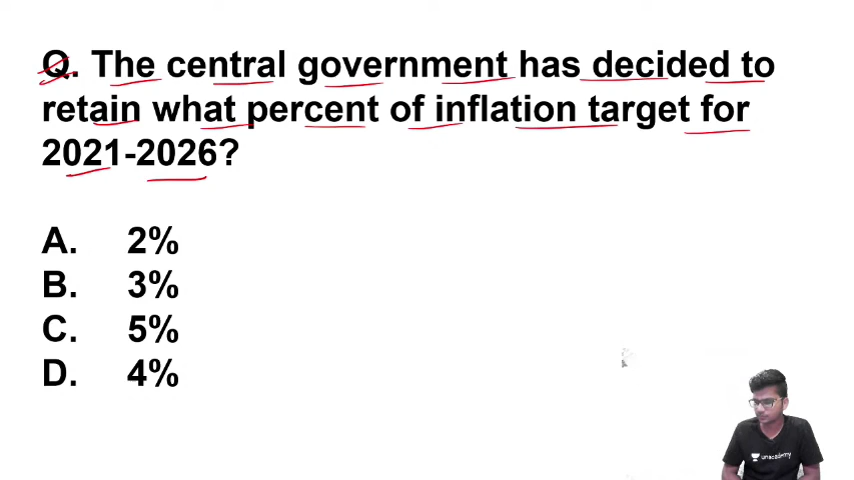 Q. The central government has decided to
retain what percent of inflation target for
2021-2026?
A. 2%
B. 3%
C. 5%
D. 4%
unacademy